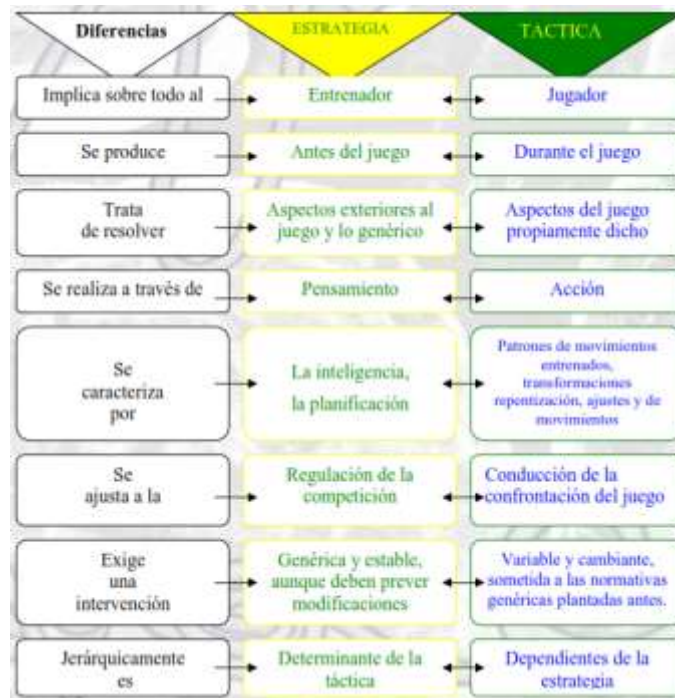 Diferencias
ESTRATEGIA
TÁCTICA
Implica sobre todo al
Entrenador
Jugador
Se produce
Antes del juego
Durante el juego
Trata
de resolver
Aspectos exteriores al
juego y lo genérico
Aspectos del juego
propiamente dicho
Se realiza a través de
Pensamiento
Acción
Se
caracteriza
por
La inteligencia,
la planificación
Patrones de movimientos
entrenados,
transformaciones
repentización, ajustes y de
movimientos
Se
ajusta a la
Regulación de la
competición
Conducción de la
confrontación del juego
Exige
una
intervención
Genérica y estable,
aunque deben prever
modificaciones
Variable y cambiante,
sometida a las normativas
genéricas plantadas antes.
Jerárquicamente
es
Determinante de la
táctica
Dependientes de la
estrategia